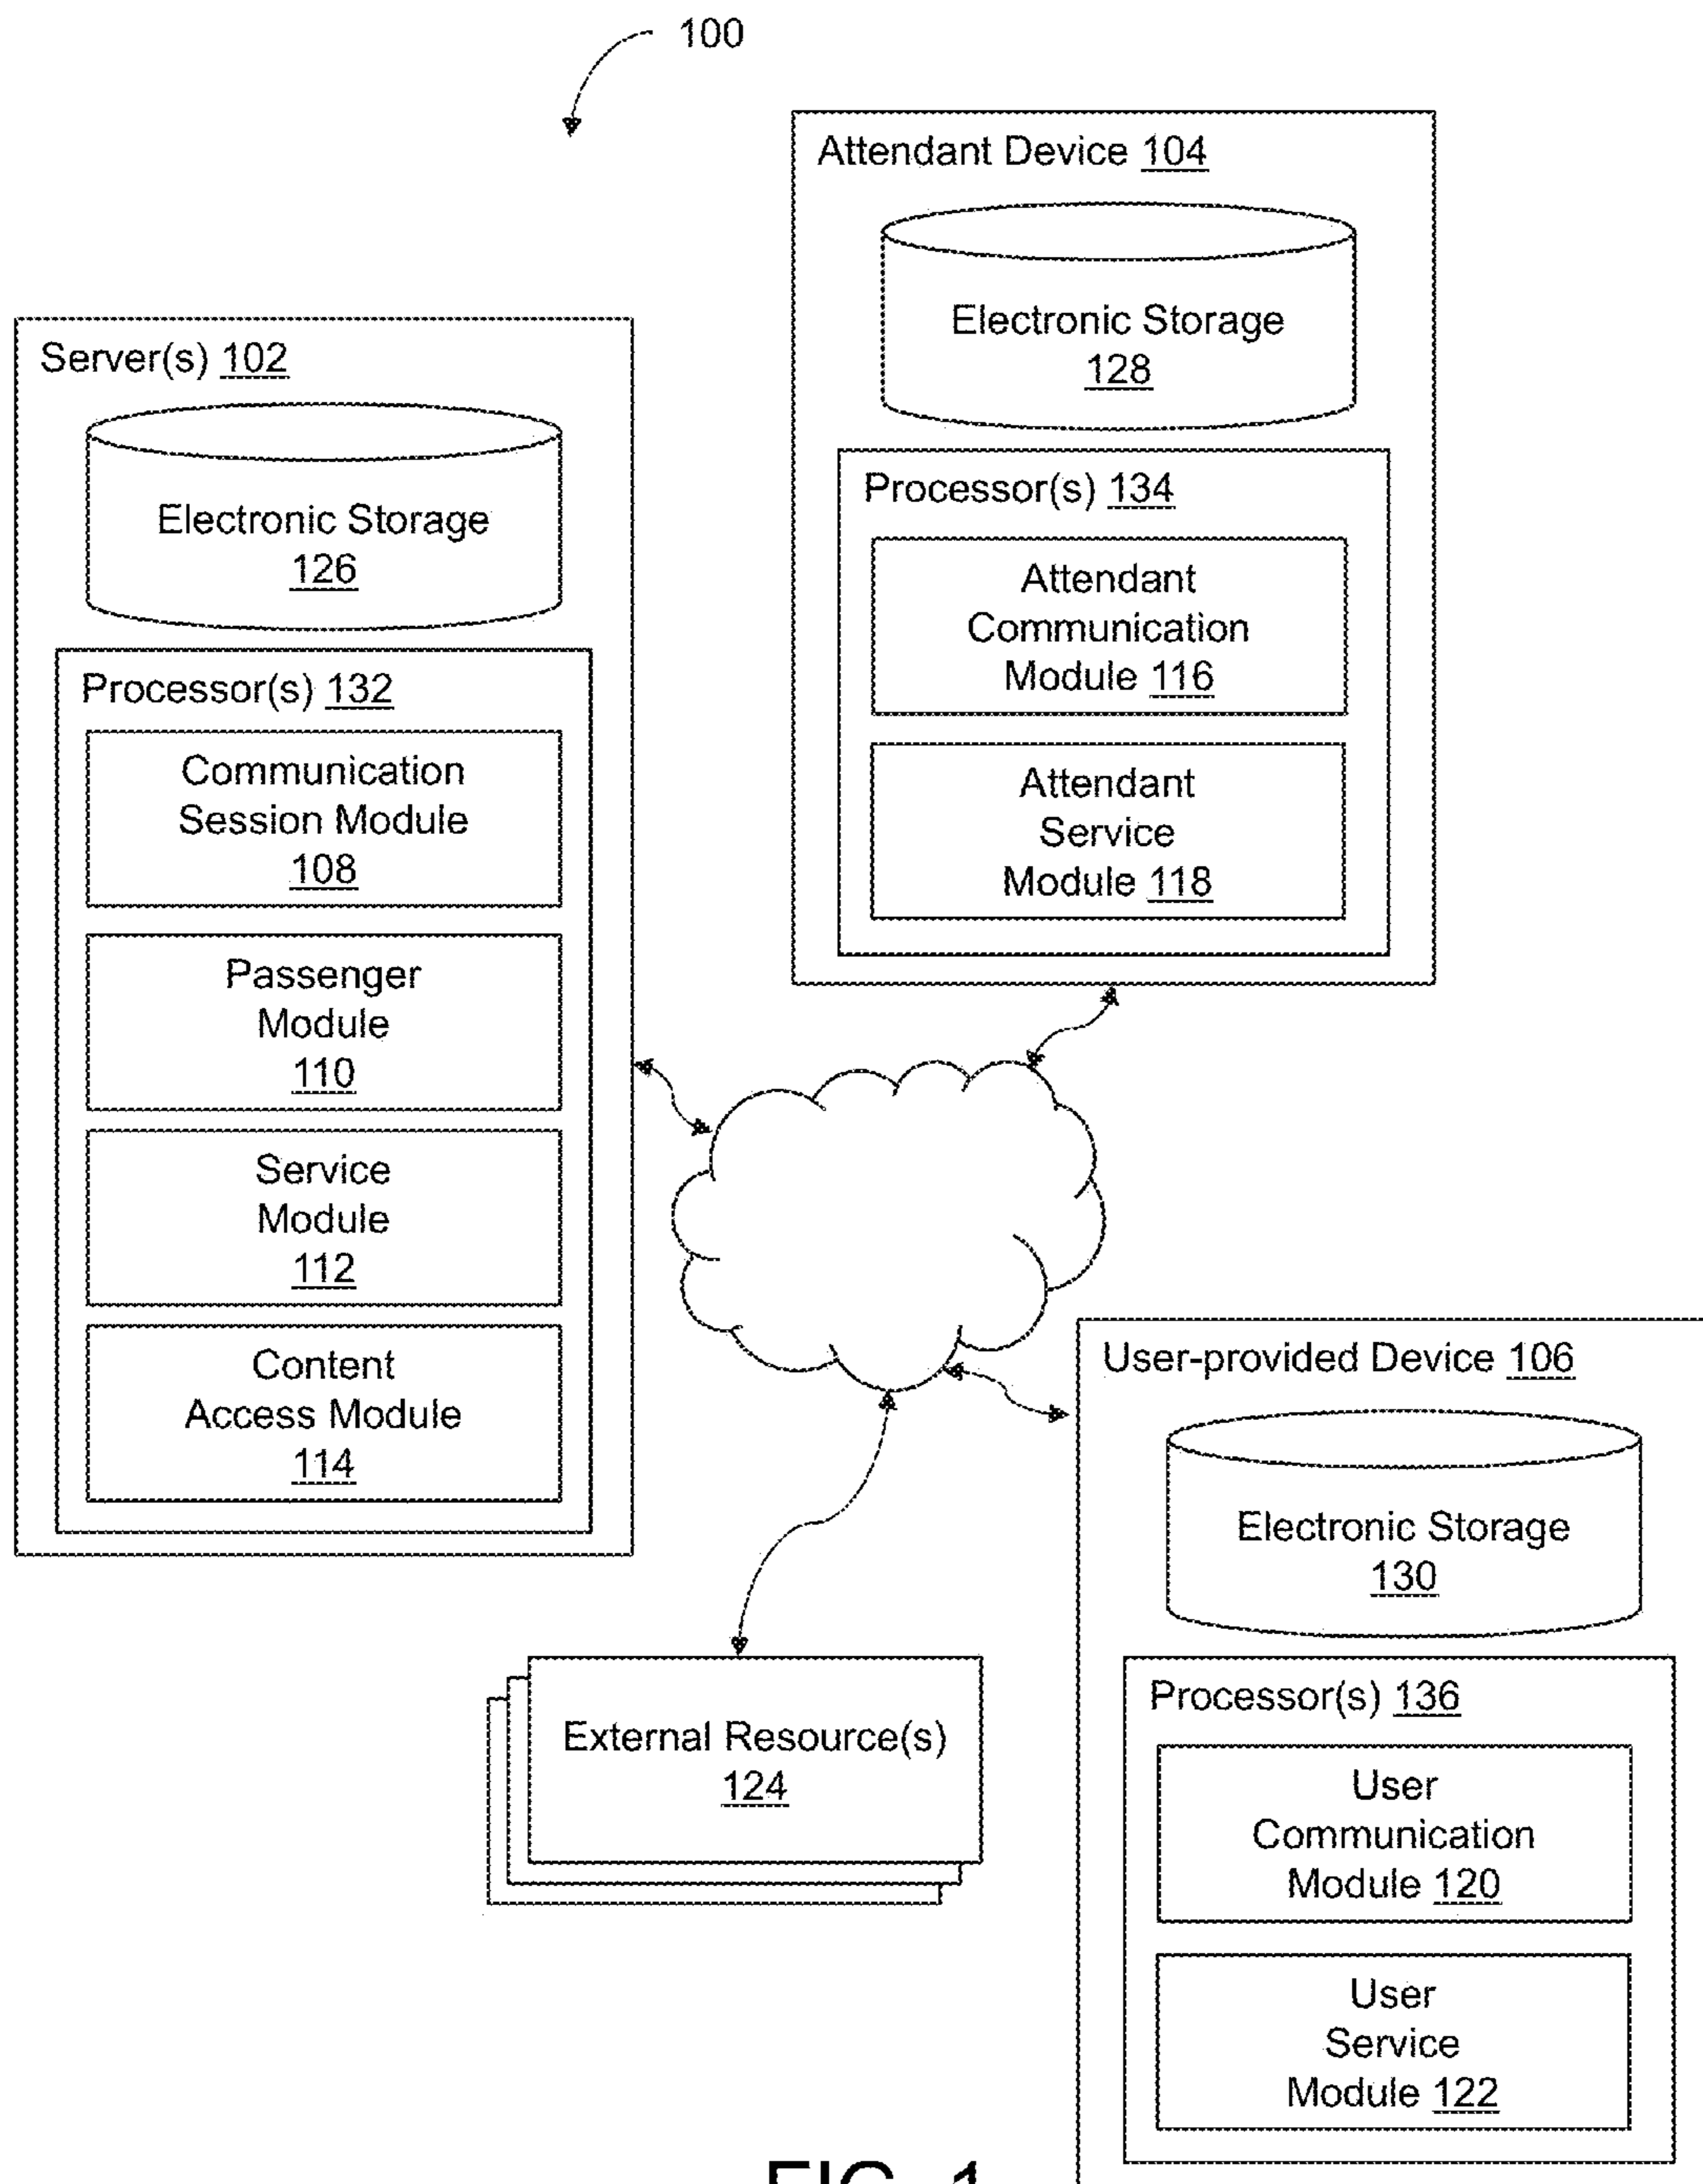 100
Attendant Device 104
Electronic Storage
128
Processor(s) 134
Attendant
Communication
Module 116
Attendant
Service
Module 118
Server(s) 102
Electronic Storage
126
Processor(s) 132
Communication
Session Module
108
Passenger
Module
110
Service
Module
112
Content
Access Module
114
User-provided Device 106
Electronic Storage
130
Processor(s) 136
User
Communication
Module 120
User
Service
Module 122
External Resource(s)
124
FIG. 1